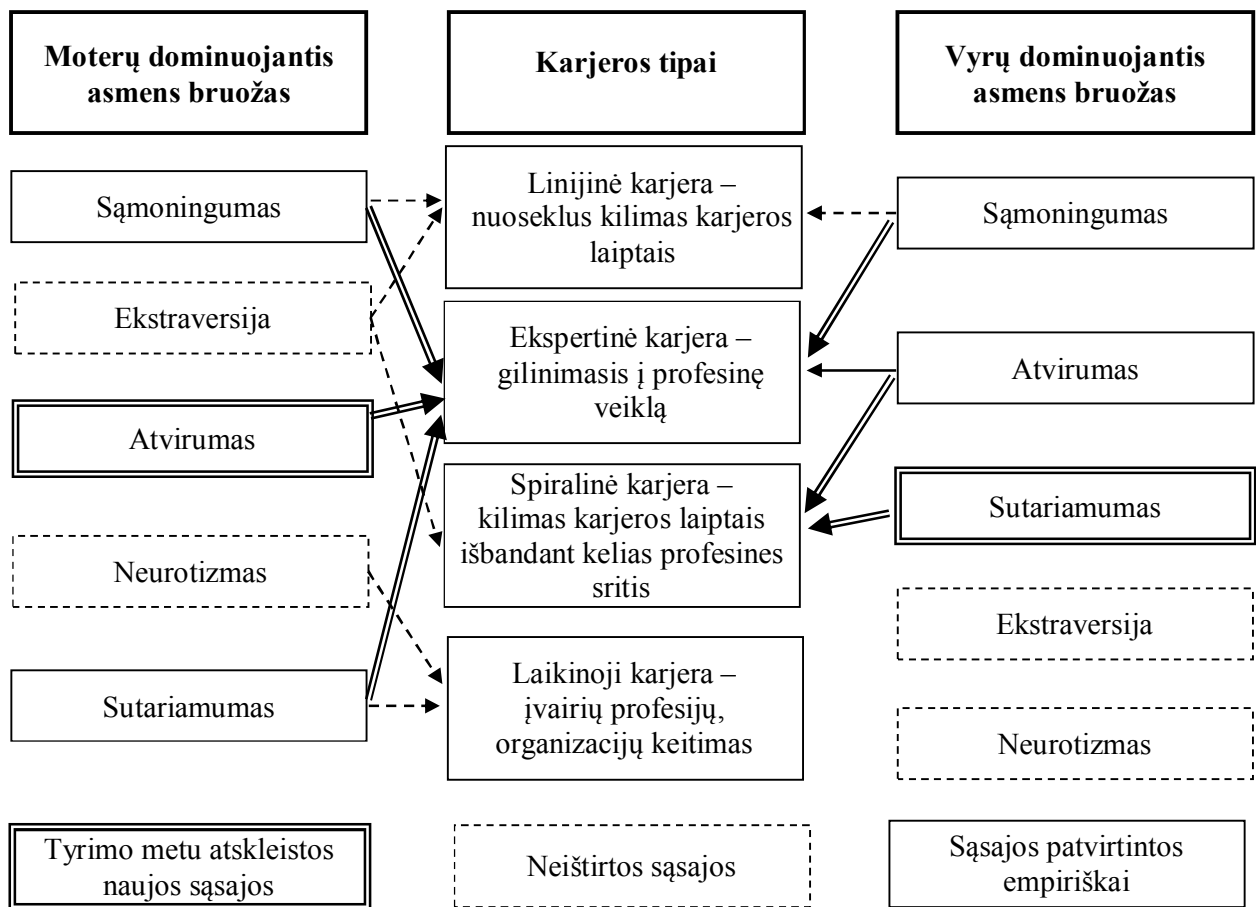 Moterų dominuojantis
asmens bruožas
Karjeros tipai
Vyrų dominuojantis
asmens bruožas
Sąmoningumas
Ekstraversija
Atvirumas
Neurotizmas
Sutariamumas
Linijinė karjera –
nuoseklus kilimas karjeros
laiptais
Ekspertinė karjera –
gilinimasis į profesinę
veiklą
Spiralinė karjera –
kilimas karjeros laiptais
išbandant kelias profesines
sritis
Laikinoji karjera –
įvairių profesijų,
organizacijų keitimas
Sąmoningumas
Atvirumas
Sutariamumas
Ekstraversija
Neurotizmas
Tyrimo metu atskleistos
naujos sąsajos
Neištirtos sąsajos
Sąsajos patvirtintos
empiriškai